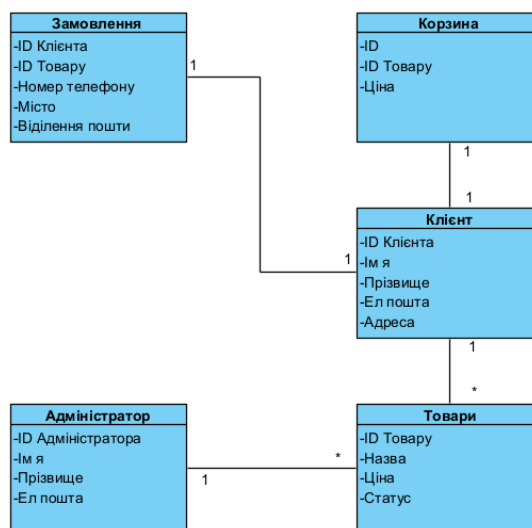 Замовлення
-ID Клієнта
-ID Товару
-Номер телефону
-Місто
-Віділення пошти
Корзина
-ID
-ID Товару
-Ціна
1
1
1
1
Клієнт
-ID Клієнта
-Ім я
-Прізвище
-Ел пошта
-Адреса
1
*
Адміністратор
-ID Адміністратора
-Ім я
-Прізвище
-Ел пошта
1
*
Товари
-ID Товару
-Назва
-Ціна
-Статус